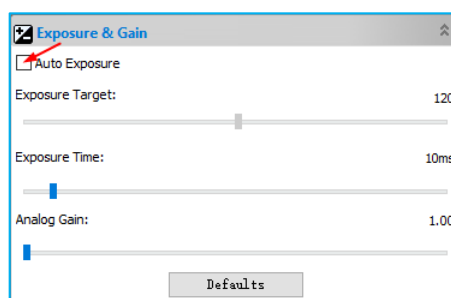 Exposure & Gain
Auto Exposure
Exposure Target: 120
Exposure Time: 10ms
Analog Gain: 1.00
Defaults